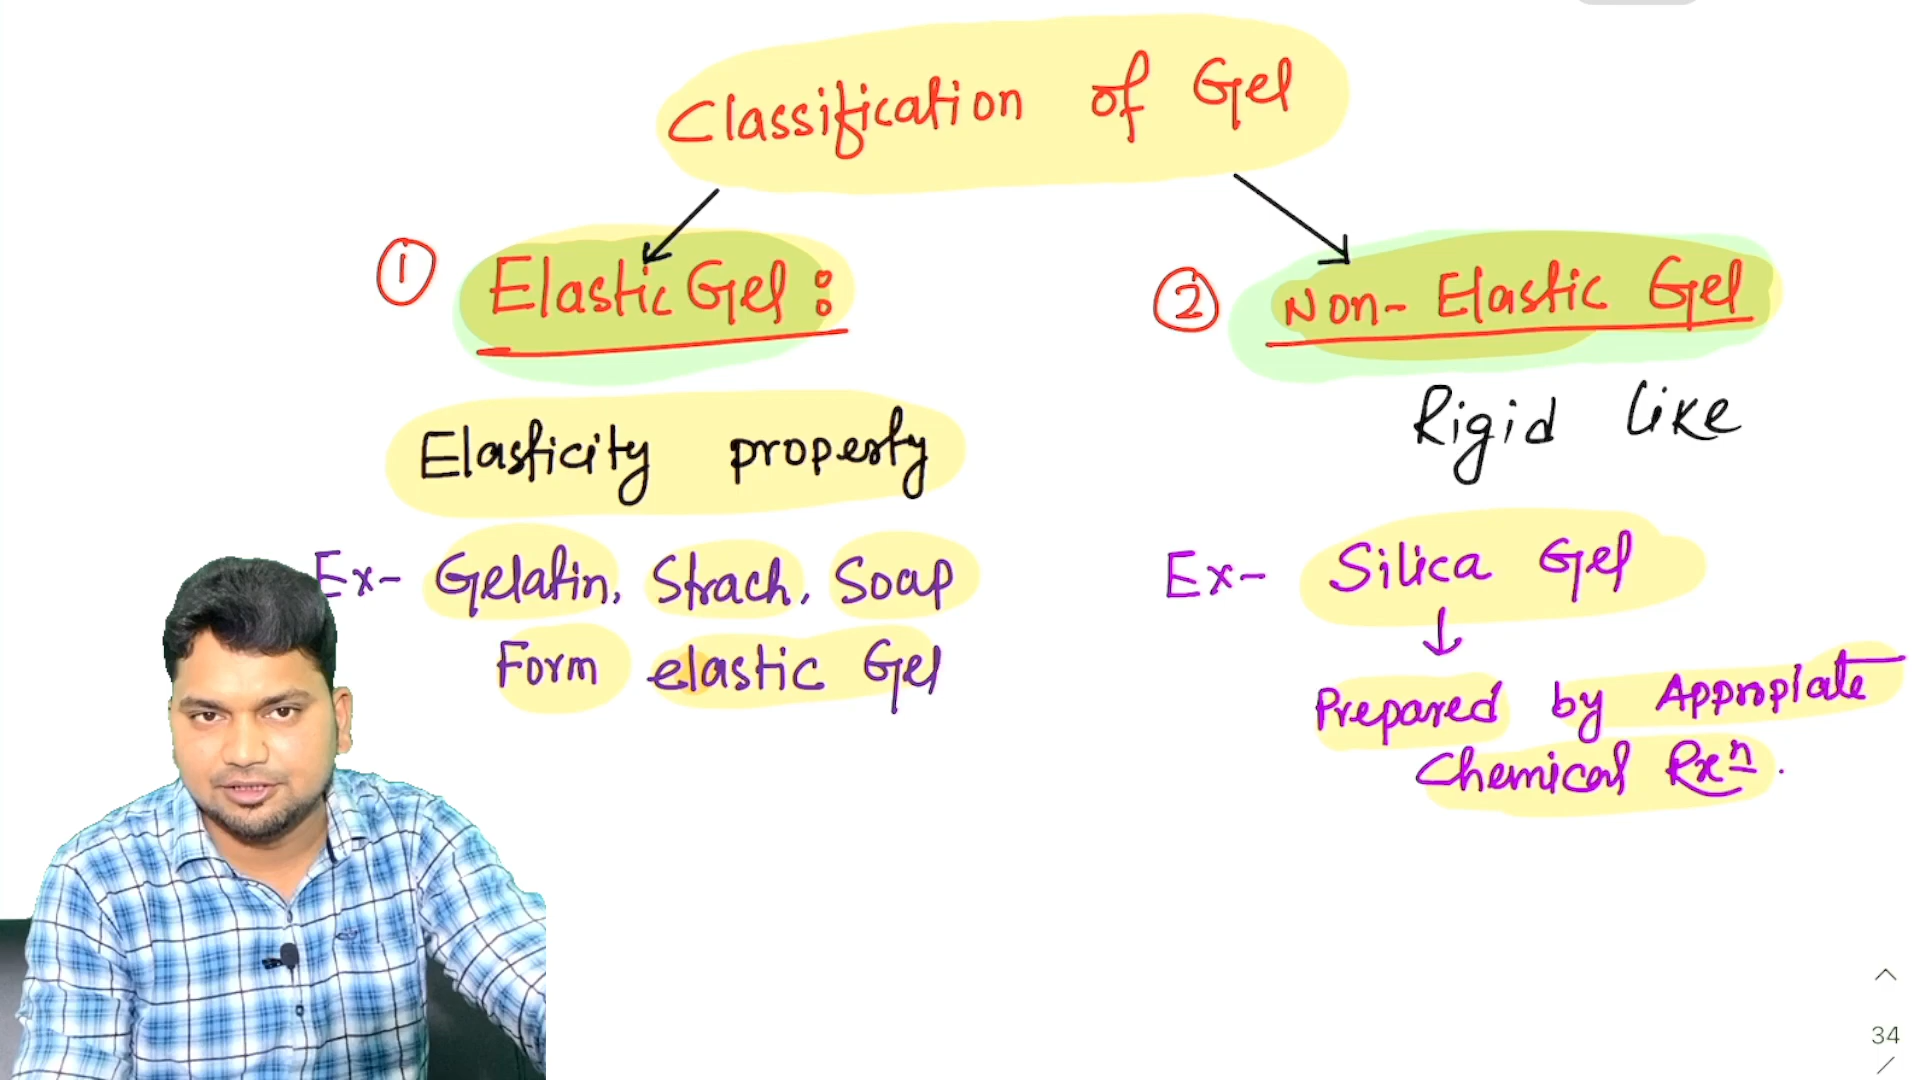 Classification of Gel
① Elastic Gel :
Elasticity property
Ex- Gelatin, Strach, Soap
Form elastic Gel
② Non- Elastic Gel
Rigid like
Ex- Silica Gel
↓
Prepared by Approplate
Chemical Rxⁿ.
34